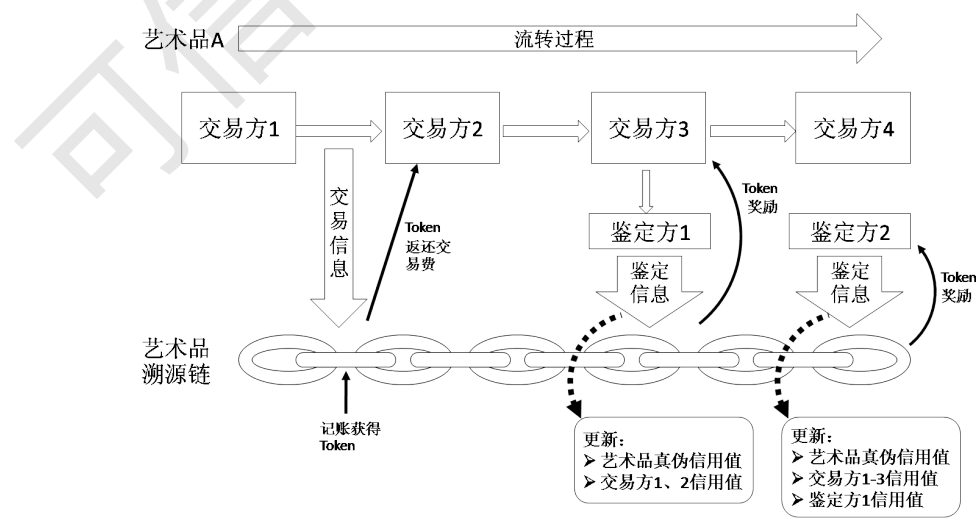 艺术品A
流转过程
交易方1
交易方2
交易方3
交易方4
交
易
信
息
Token
返还交
易费
鉴定方1
鉴定
信息
Token
奖励
鉴定方2
鉴定
信息
Token
奖励
艺术品
溯源链
记账获得
Token
更新：
➢ 艺术品真伪信用值
➢ 交易方1、2信用值
更新：
➢ 艺术品真伪信用值
➢ 交易方1-3信用值
➢ 鉴定方1信用值
可信